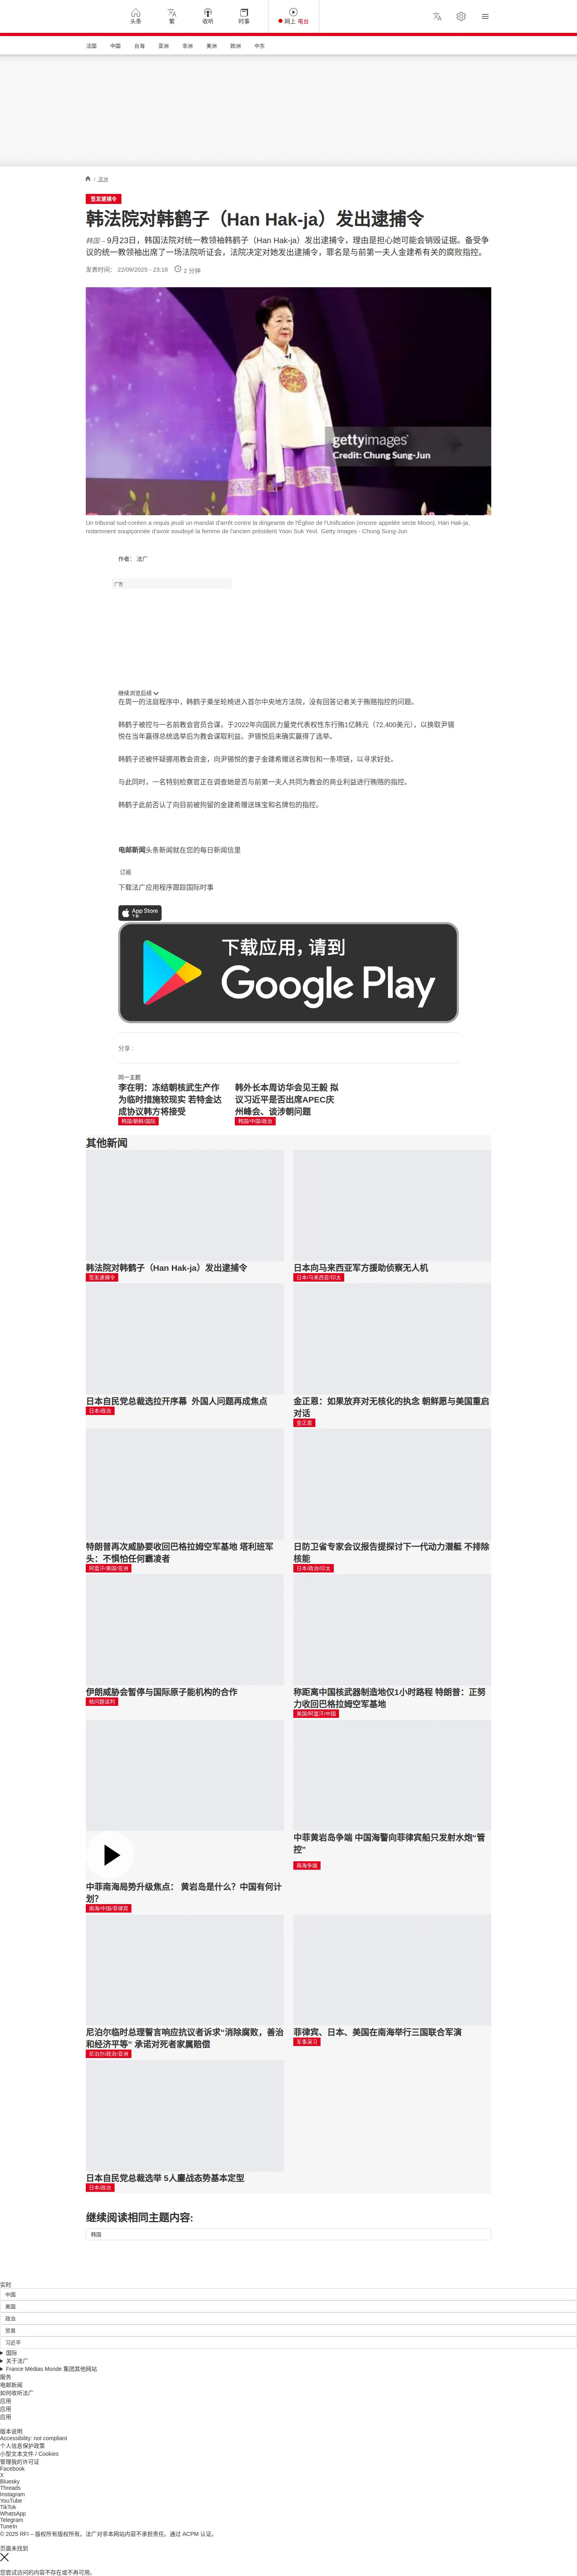 头条
繁
收听
时事
网上 电台
法国
中国
台海
亚洲
非洲
美洲
欧洲
中东
/ 亚洲
签发逮捕令
韩法院对韩鹤子（Han Hak-ja）发出逮捕令
韩国 – 9月23日，韩国法院对统一教领袖韩鹤子（Han Hak-ja）发出逮捕令，理由是担心她可能会销毁证据。备受争
议的统一教领袖出席了一场法院听证会，法院决定对她发出逮捕令，罪名是与前第一夫人金建希有关的腐败指控。
发表时间： 22/09/2025 - 23:16
2 分钟
gettyimages
Credit: Chung Sung-Jun
Un tribunal sud-coréen a requis jeudi un mandat d'arrêt contre la dirigeante de l'Église de l'Unification (encore appelée secte Moon), Han Hak-ja,
notamment soupçonnée d'avoir soudoyé la femme de l'ancien président Yoon Suk Yeol. Getty Images - Chung Sung-Jun
作者： 法广
广告
继续浏览后续
在周一的法庭程序中，韩鹤子乘坐轮椅进入首尔中央地方法院，没有回答记者关于贿赂指控的问题。
韩鹤子被控与一名前教会官员合谋，于2022年向国民力量党代表权性东行贿1亿韩元（72,400美元），以换取尹锡
悦在当年赢得总统选举后为教会谋取利益。尹锡悦后来确实赢得了选举。
韩鹤子还被怀疑挪用教会资金，向尹锡悦的妻子金建希赠送名牌包和一条项链，以寻求好处。
与此同时，一名特别检察官正在调查她是否与前第一夫人共同为教会的商业利益进行贿赂的指控。
韩鹤子此前否认了向目前被拘留的金建希赠送珠宝和名牌包的指控。
电邮新闻头条新闻就在您的每日新闻信里
订阅
下载法广应用程序跟踪国际时事
App Store
下载
下载应用，请到
Google Play
分享 :
同一主题
李在明：冻结朝核武生产作
为临时措施较现实 若特金达
成协议韩方将接受
韩国/朝鲜/国际
韩外长本周访华会见王毅 拟
议习近平是否出席APEC庆
州峰会、谈涉朝问题
韩国/中国/政治
其他新闻
韩法院对韩鹤子（Han Hak-ja）发出逮捕令
签发逮捕令
日本向马来西亚军方援助侦察无人机
日本/马来西亚/印太
日本自民党总裁选拉开序幕 外国人问题再成焦点
日本/政治
金正恩：如果放弃对无核化的执念 朝鲜愿与美国重启
对话
金正恩
特朗普再次威胁要收回巴格拉姆空军基地 塔利班军
头：不惧怕任何霸凌者
阿富汗/美国/亚洲
日防卫省专家会议报告提探讨下一代动力潜艇 不排除
核能
日本/政治/印太
伊朗威胁会暂停与国际原子能机构的合作
核问题谈判
称距离中国核武器制造地仅1小时路程 特朗普：正努
力收回巴格拉姆空军基地
美国/阿富汗/中国
中菲南海局势升级焦点： 黄岩岛是什么？中国有何计
划？
南海/中国/菲律宾
中菲黄岩岛争端 中国海警向菲律宾船只发射水炮“管
控”
南海争端
尼泊尔临时总理誓言响应抗议者诉求“消除腐败，善治
和经济平等” 承诺对死者家属赔偿
尼泊尔/政治/亚洲
菲律宾、日本、美国在南海举行三国联合军演
军事演习
日本自民党总裁选举 5人鏖战态势基本定型
日本/政治
继续阅读相同主题内容:
韩国
实时
中国
美国
政治
贸易
习近平
国际
关于法广
France Médias Monde 集团其他网站
服务
电邮新闻
如何收听法广
应用
应用
应用
版本说明
Accessibility: not compliant
个人信息保护政策
小型文本文件 / Cookies
管理我的许可证
Facebook
X
Bluesky
Threads
Instagram
YouTube
TikTok
WhatsApp
Telegram
TuneIn
© 2025 RFI – 版权所有版权所有。法广对非本网站内容不承担责任。通过 ACPM 认证。
页面未找到
您尝试访问的内容不存在或不再可用。